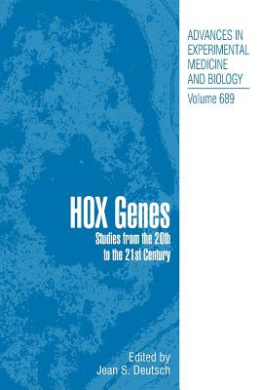 ADVANCES IN
EXPERIMENTAL
MEDICINE
AND BIOLOGY
Volume 689
HOX Genes
Studies from the 20th
to the 21st Century
Edited by
Jean S. Deutsch